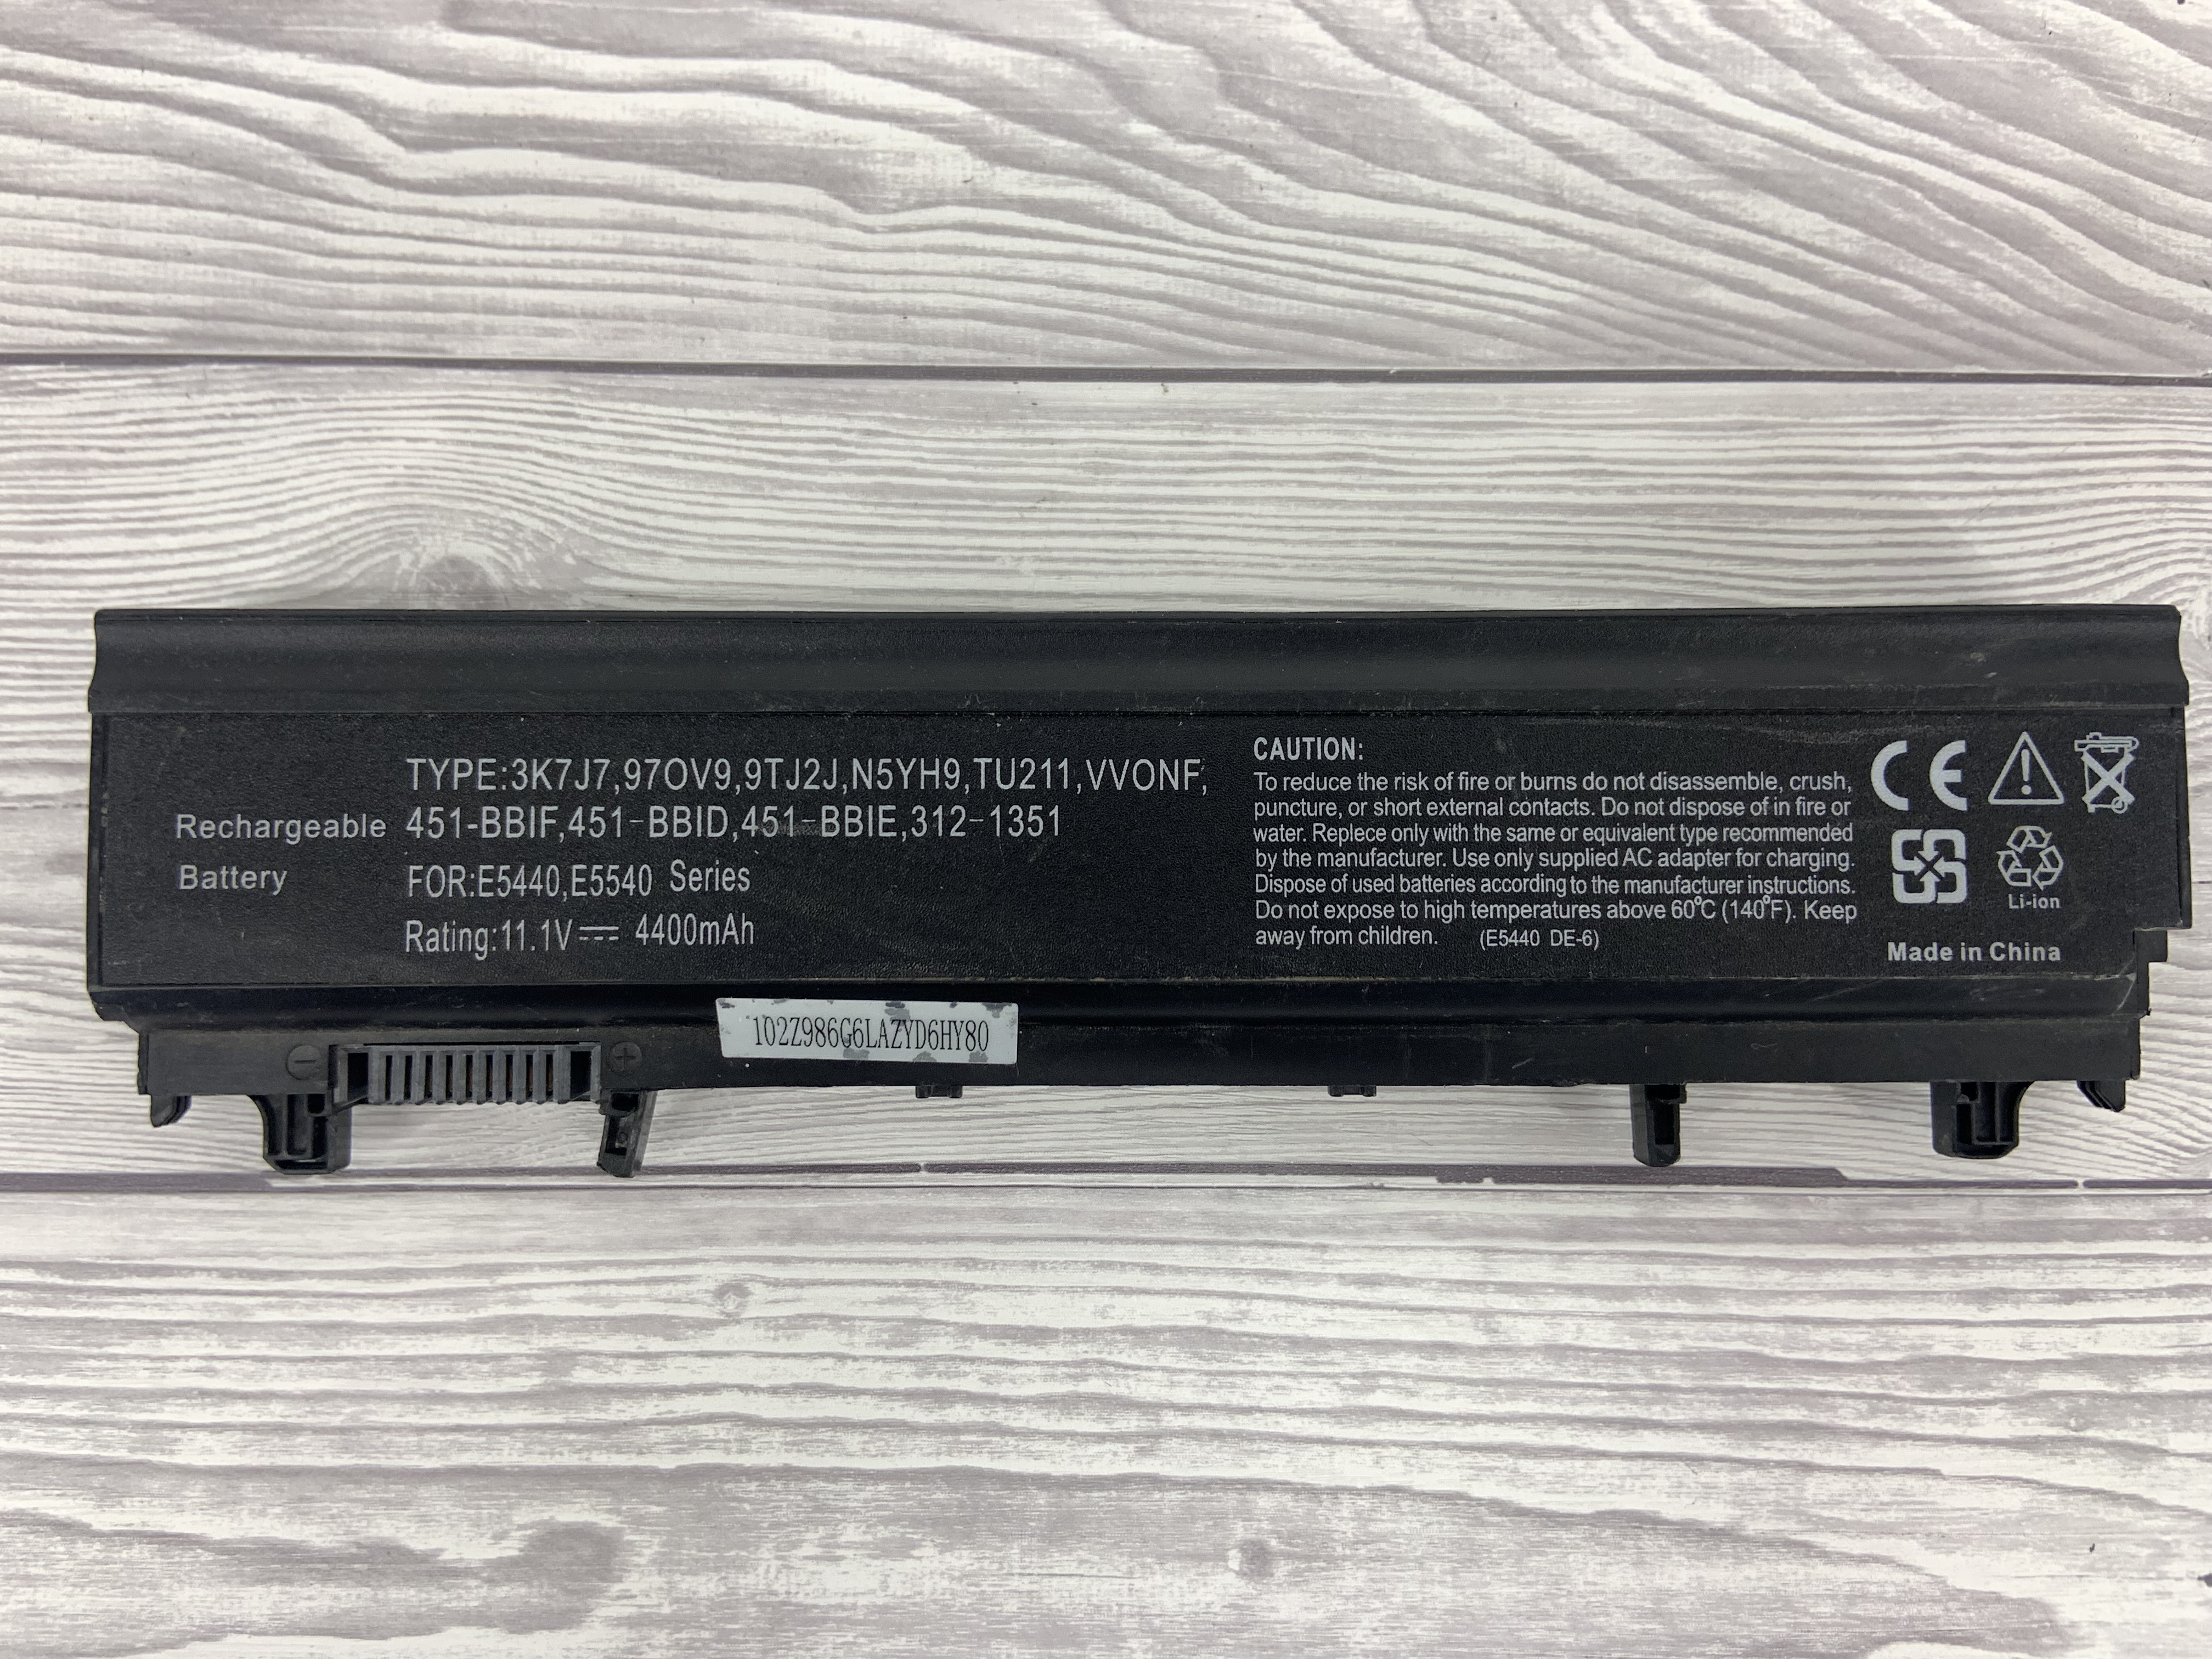 TYPE:3K7J7,97OV9,9TJ2J,N5YH9,TU211,VVONF,
Rechargeable 451-BBIF,451-BBID,451-BBIE,312-1351
Battery FOR:E5440,E5540 Series
Rating:11.1V⎓ 4400mAh
CAUTION:
To reduce the risk of fire or burns do not disassemble, crush,
puncture, or short external contacts. Do not dispose of in fire or
water. Replece only with the same or equivalent type recommended
by the manufacturer. Use only supplied AC adapter for charging.
Dispose of used batteries according to the manufacturer instructions.
Do not expose to high temperatures above 60°C (140°F). Keep
away from children. (E5440 DE-6)
CE
Li-ion
Made in China
102Z986G6LAZYD6HY80
− +